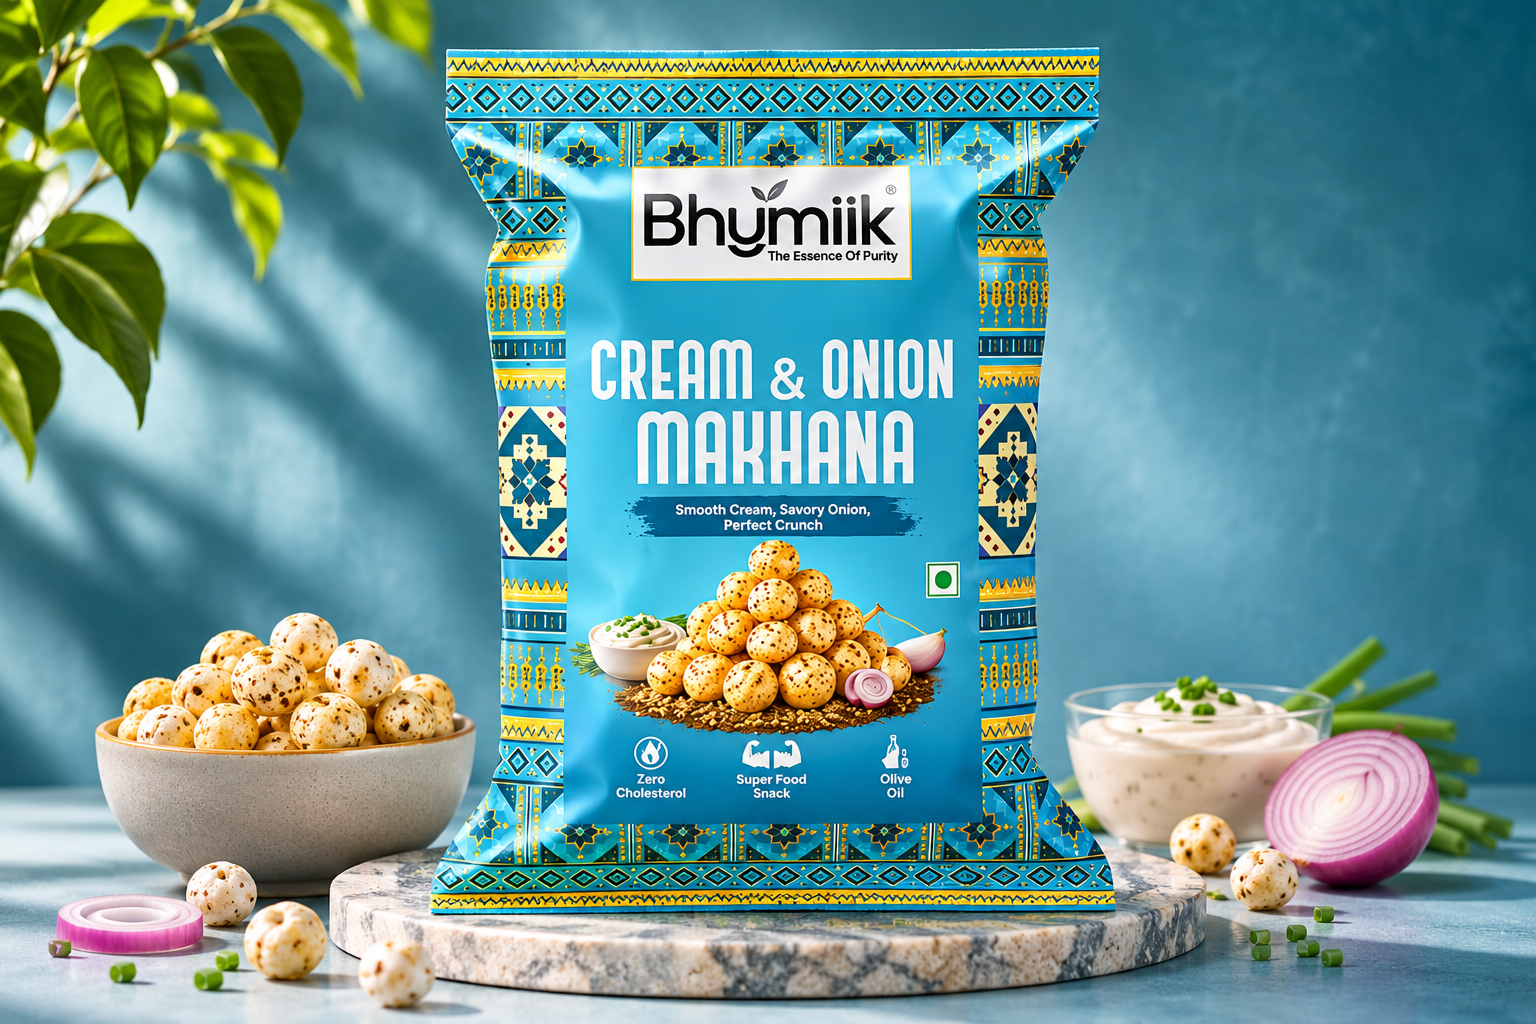 Bhymiik ®
The Essence Of Purity
CREAM & ONION
MAKHANA
Smooth Cream, Savory Onion,
Perfect Crunch
Zero
Cholesterol
Super Food
Snack
Olive
Oil